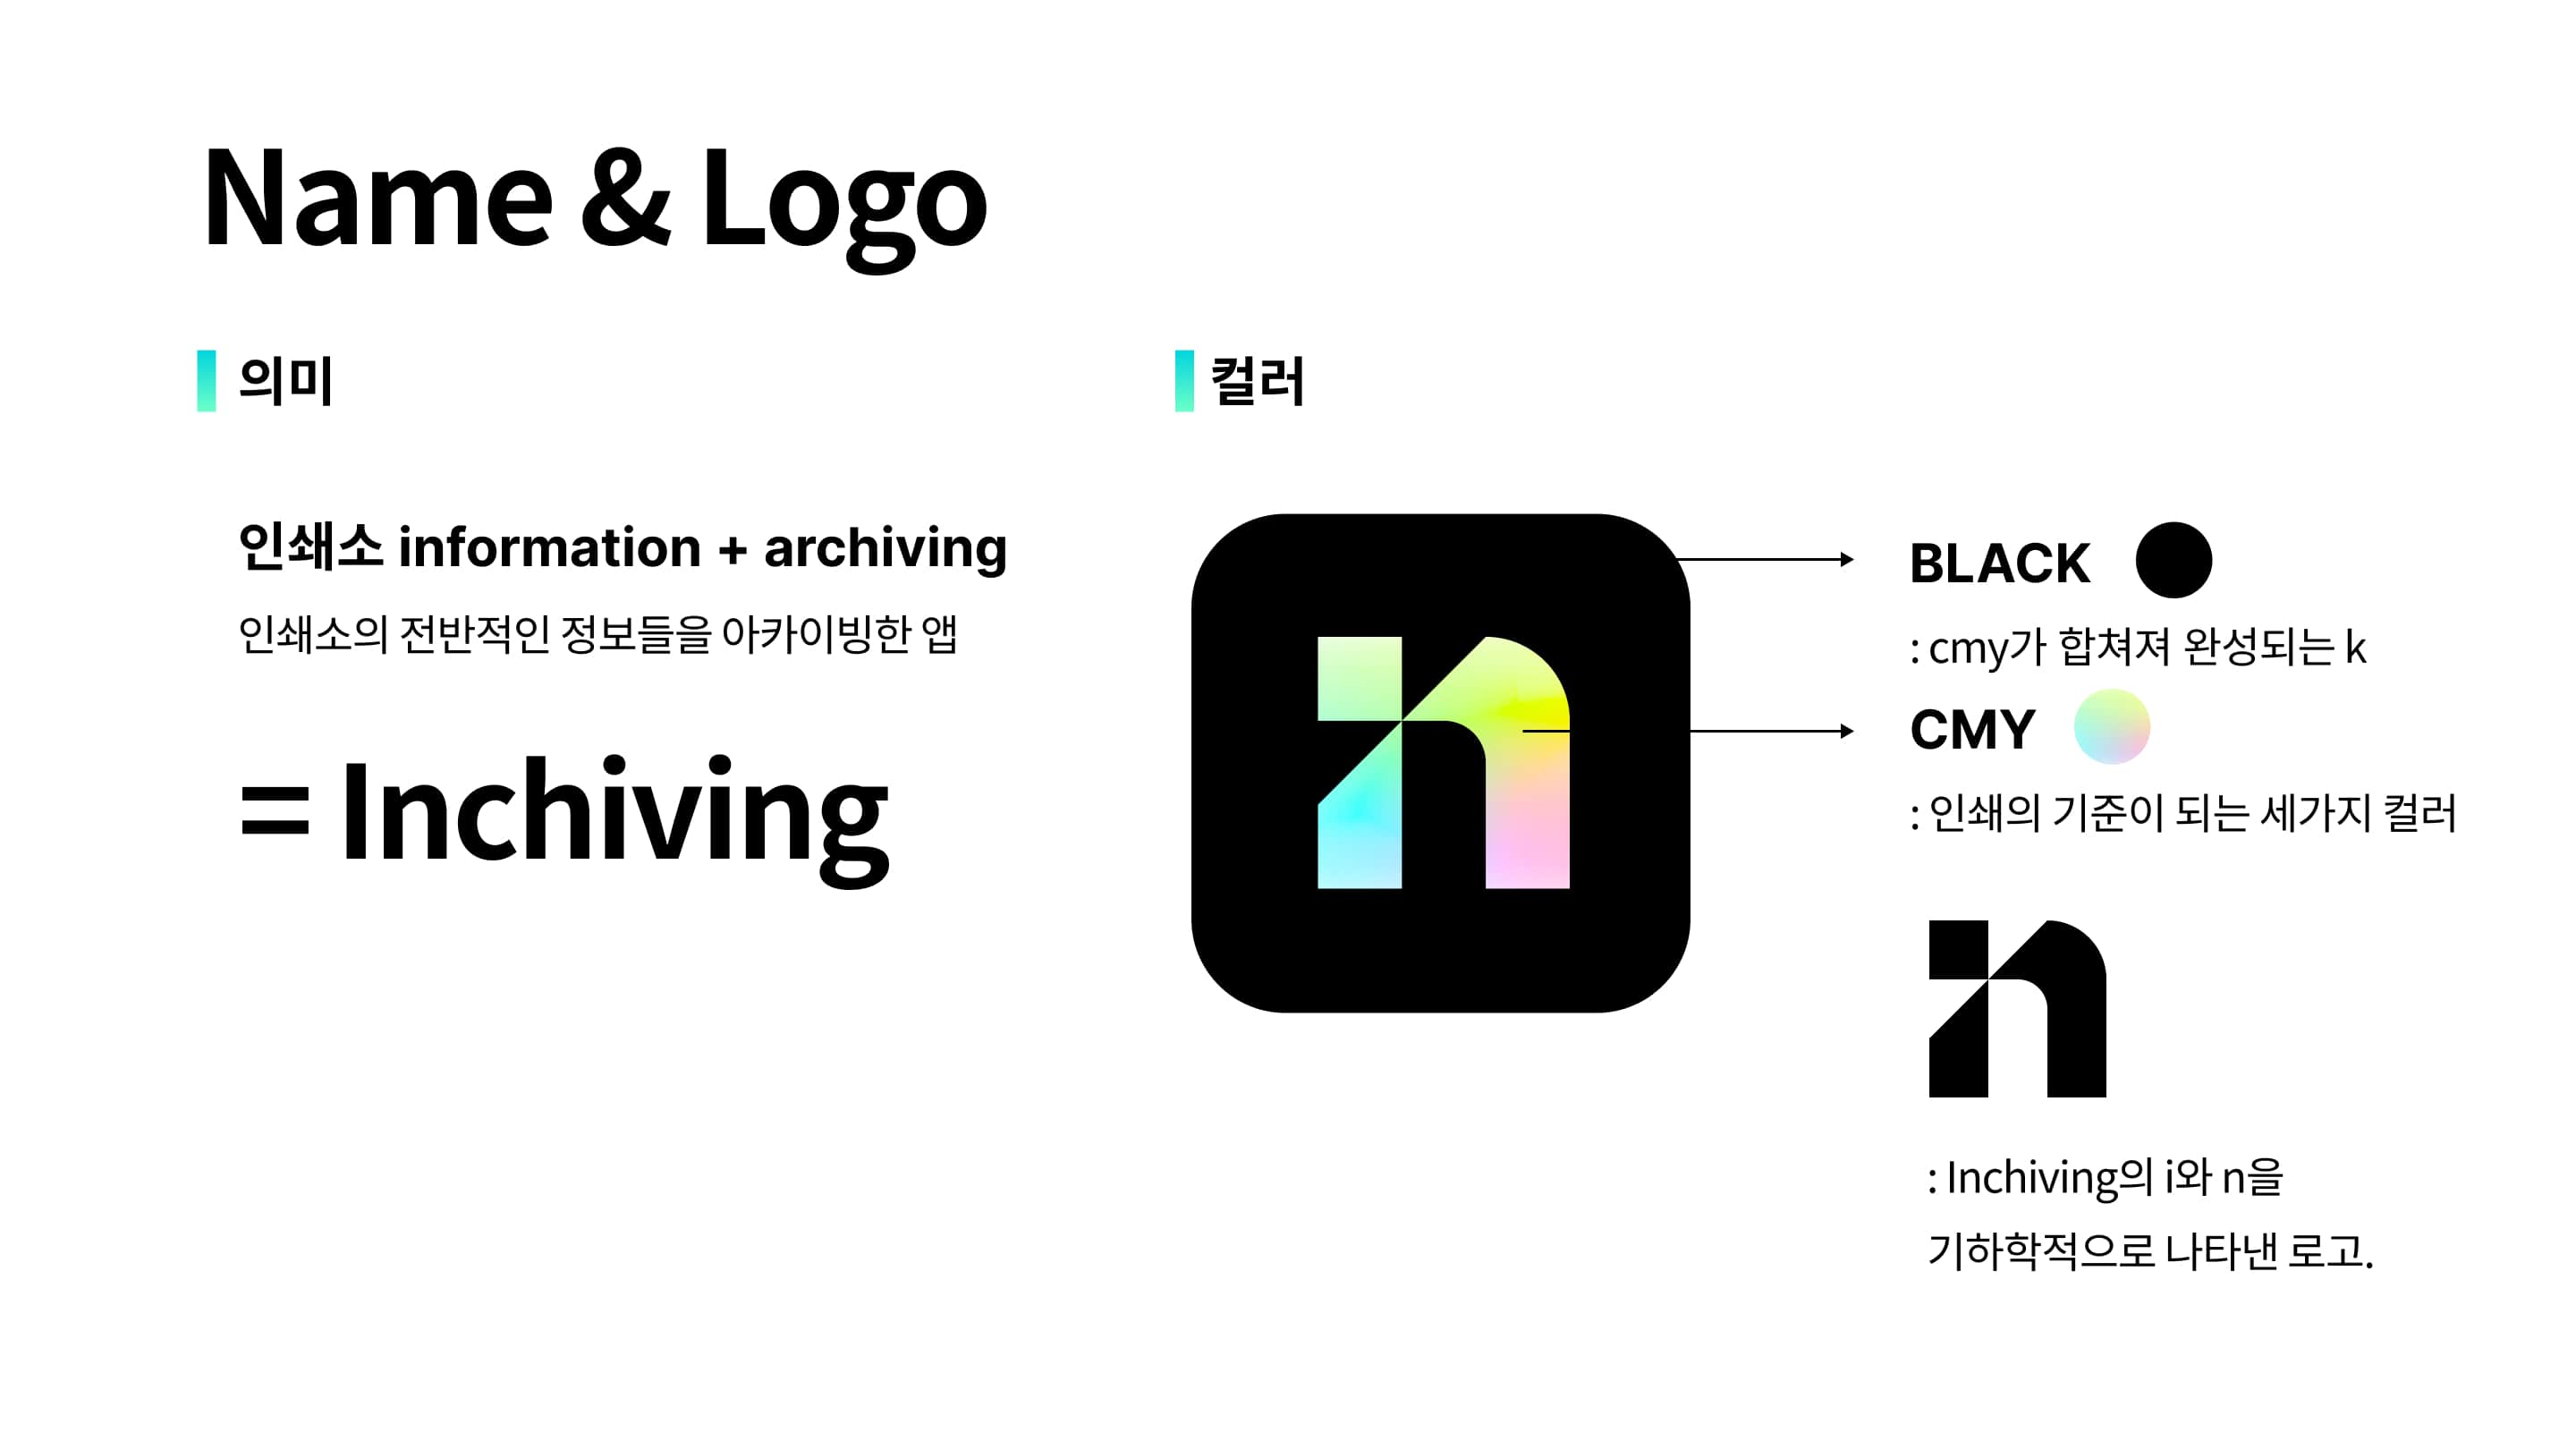 Name & Logo
의미
인쇄소 information + archiving
인쇄소의 전반적인 정보들을 아카이빙한 앱
= Inchiving
컬러
BLACK
: cmy가 합쳐져 완성되는 k
CMY
: 인쇄의 기준이 되는 세가지 컬러
: Inchiving의 i와 n을
기하학적으로 나타낸 로고.